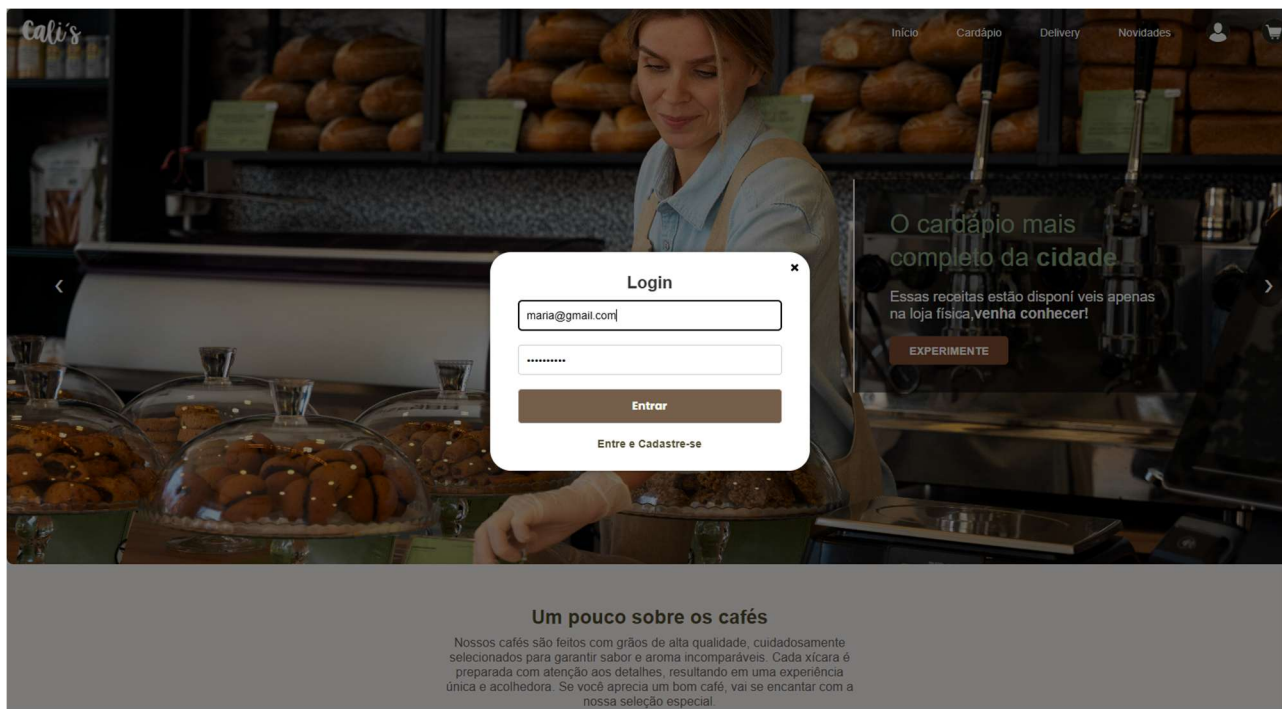 Cali's
Início Cardápio Delivery Novidades
O cardápio mais
completo da cidade
Essas receitas estão disponí veis apenas
na loja física,venha conhecer!
EXPERIMENTE
Login
maria@gmail.com
Entrar
Entre e Cadastre-se
Um pouco sobre os cafés
Nossos cafés são feitos com grãos de alta qualidade, cuidadosamente
selecionados para garantir sabor e aroma incomparáveis. Cada xícara é
preparada com atenção aos detalhes, resultando em uma experiência
única e acolhedora. Se você aprecia um bom café, vai se encantar com a
nossa seleção especial.